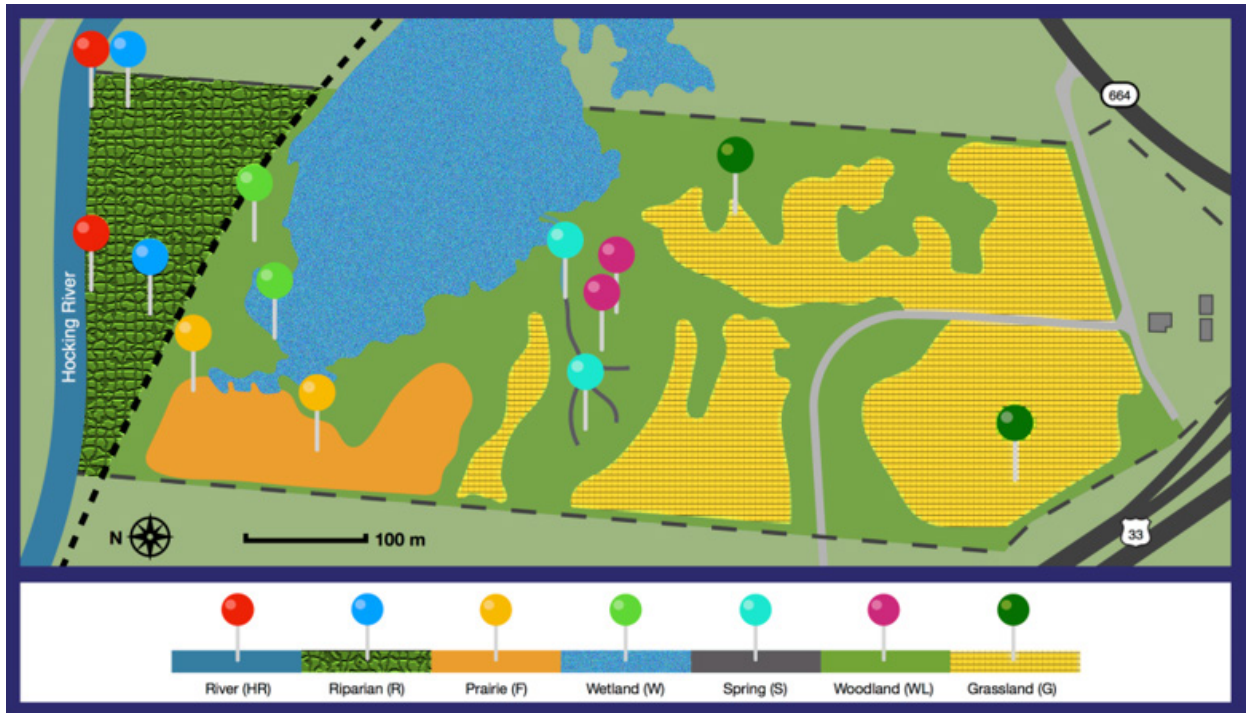 664
Hocking River
N
100 m
33
River (HR)
Riparian (R)
Prairie (F)
Wetland (W)
Spring (S)
Woodland (WL)
Grassland (G)